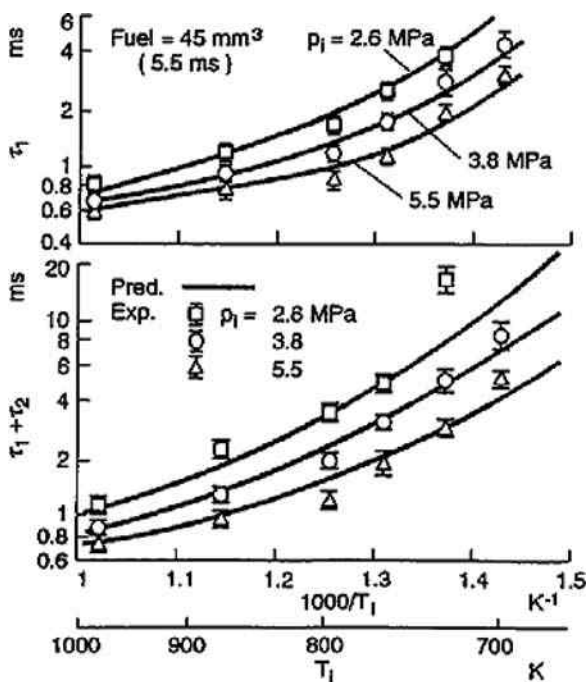 ms
6
4
2
1
0.8
0.6
0.4
τ₁
Fuel = 45 mm³
( 5.5 ms )
pᵢ = 2.6 MPa
3.8 MPa
5.5 MPa
ms
20
10
8
6
4
2
1
0.8
0.6
τ₁ + τ₂
Pred.
Exp. pᵢ = 2.6 MPa
3.8
5.5
1 1.1 1.2 1.3 1.4 1.5
1000/Tᵢ K⁻¹
1000 900 800 700
Tᵢ K